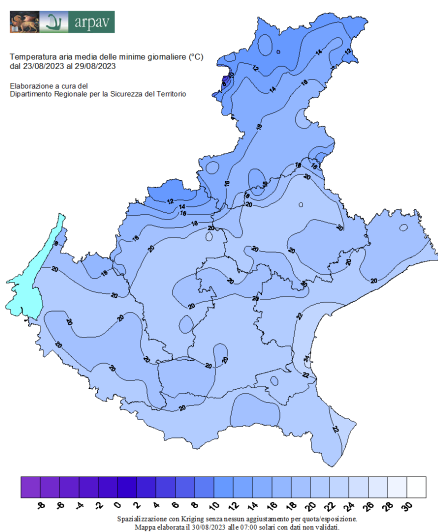 arpav
Temperatura aria media delle minime giornaliere (°C)
dal 23/08/2023 al 29/08/2023
Elaborazione a cura del
Dipartimento Regionale per la Sicurezza del Territorio
-8 -6 -4 -2 0 2 4 6 8 10 12 14 16 18 20 22 24 26 28 30
Spazializzazione con Kriging senza nessun aggiustamento per quota/esposizione.
Mappa elaborata il 30/08/2023 alle 07:00 solari con dati non validati.